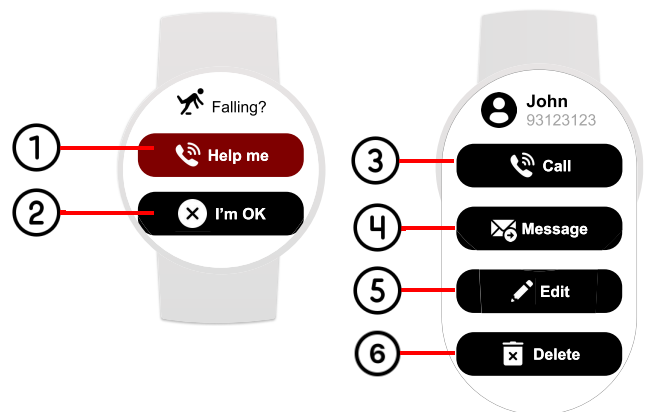 Falling?
1
Help me
2
I'm OK
John
93123123
3
Call
4
Message
5
Edit
6
Delete